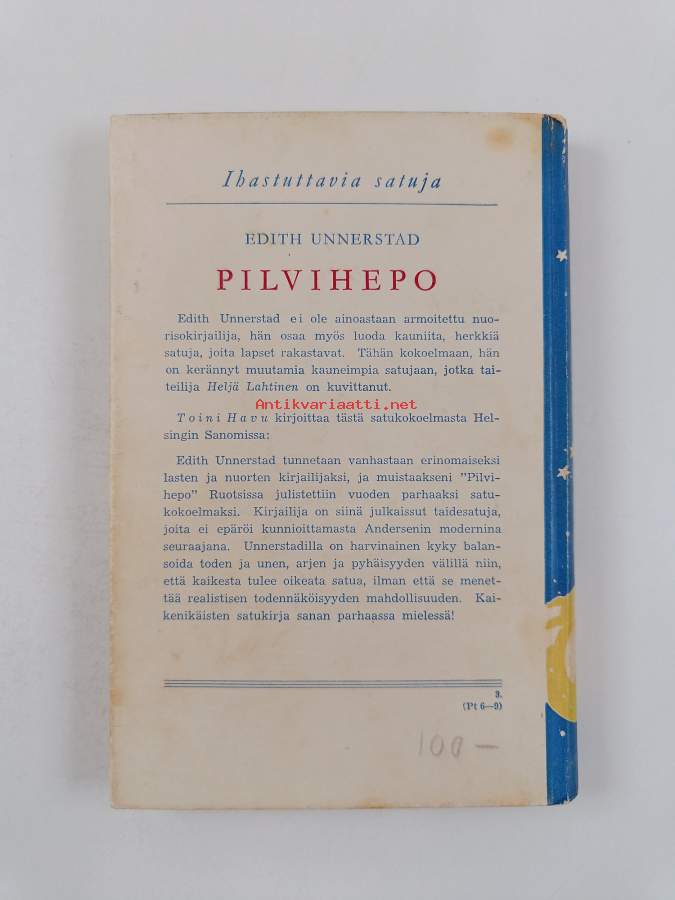 Ihastuttavia satuja
EDITH UNNERSTAD
PILVIHEPO
Edith Unnerstad ei ole ainoastaan armoitettu nuo-
risokirjailija, hän osaa myös luoda kauniita, herkkiä
satuja, joita lapset rakastavat. Tähän kokoelmaan, hän
on kerännyt muutamia kauneimpia satujaan, jotka tai-
teilija Heljä Lahtinen on kuvittanut.
Antikvariaatti.net
Toini Havu kirjoittaa tästä satukokoelmasta Hel-
singin Sanomissa:
Edith Unnerstad tunnetaan vanhastaan erinomaiseksi
lasten ja nuorten kirjailijaksi, ja muistaakseni "Pilvi-
hepo" Ruotsissa julistettiin vuoden parhaaksi satu-
kokoelmaksi. Kirjailija on siinä julkaissut taidesatuja,
joita ei epäröi kunnioittamasta Andersenin modernina
seuraajana. Unnerstadilla on harvinainen kyky balan-
soida toden ja unen, arjen ja pyhäisyyden välillä niin,
että kaikesta tulee oikeata satua, ilman että se menet-
tää realistisen todennäköisyyden mahdollisuuden. Kai-
kenikäisten satukirja sanan parhaassa mielessä!
3.
(Pt 6—9)
100 —